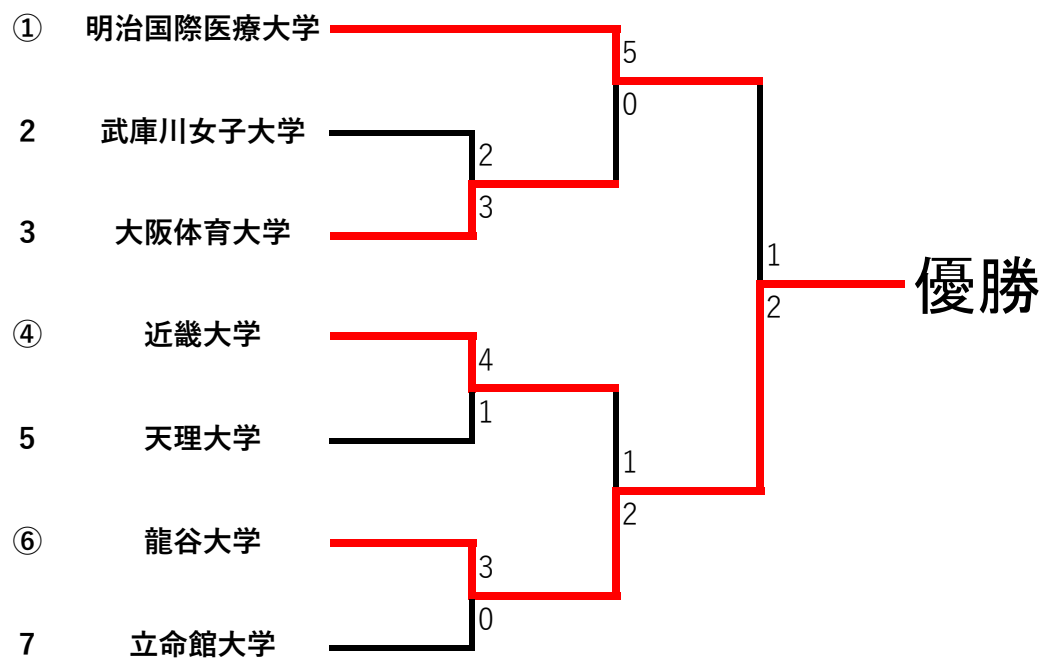 ① 明治国際医療大学
5
0
2 武庫川女子大学
2
3
3 大阪体育大学
1
優勝
2
④ 近畿大学
4
1
5 天理大学
1
2
⑥ 龍谷大学
3
0
7 立命館大学